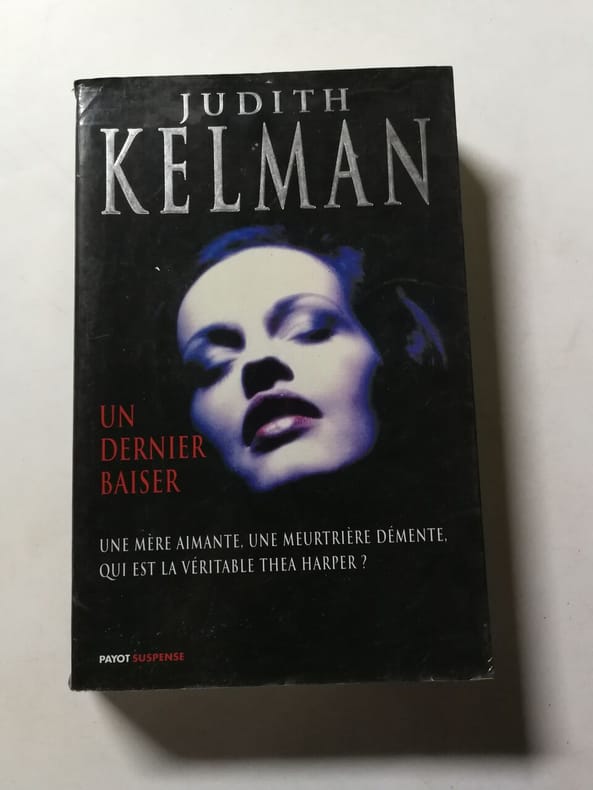 JUDITH
KELMAN
UN
DERNIER
BAISER
UNE MÈRE AIMANTE, UNE MEURTRIÈRE DÉMENTE,
QUI EST LA VÉRITABLE THEA HARPER ?
PAYOT SUSPENSE